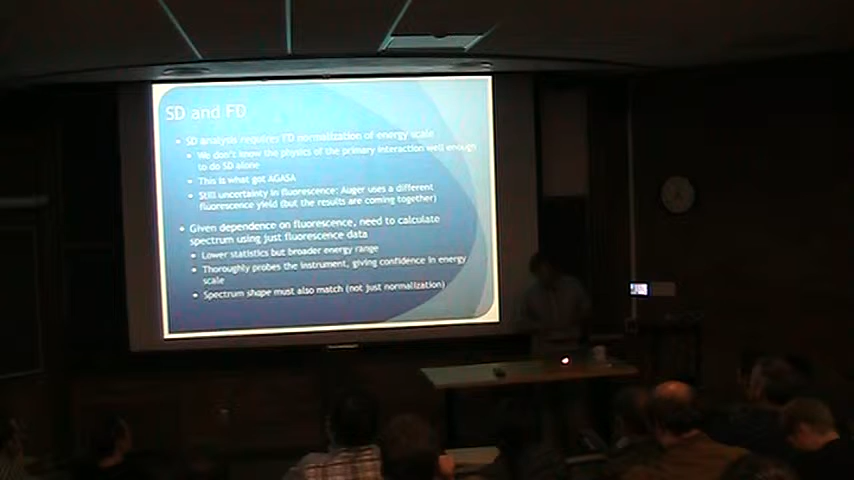 SD and FD
• SD analysis requires FD normalization of energy scale
• We don't know the physics of the primary interaction well enough
to do SD alone
• This is what got AGASA
• Still uncertainty in fluorescence: Auger uses a different
fluorescence yield (but the results are coming together)
• Given dependence on fluorescence, need to calculate
spectrum using just fluorescence data
• Lower statistics but broader energy range
• Thoroughly probes the instrument, giving confidence in energy
scale
• Spectrum shape must also match (not just normalization)